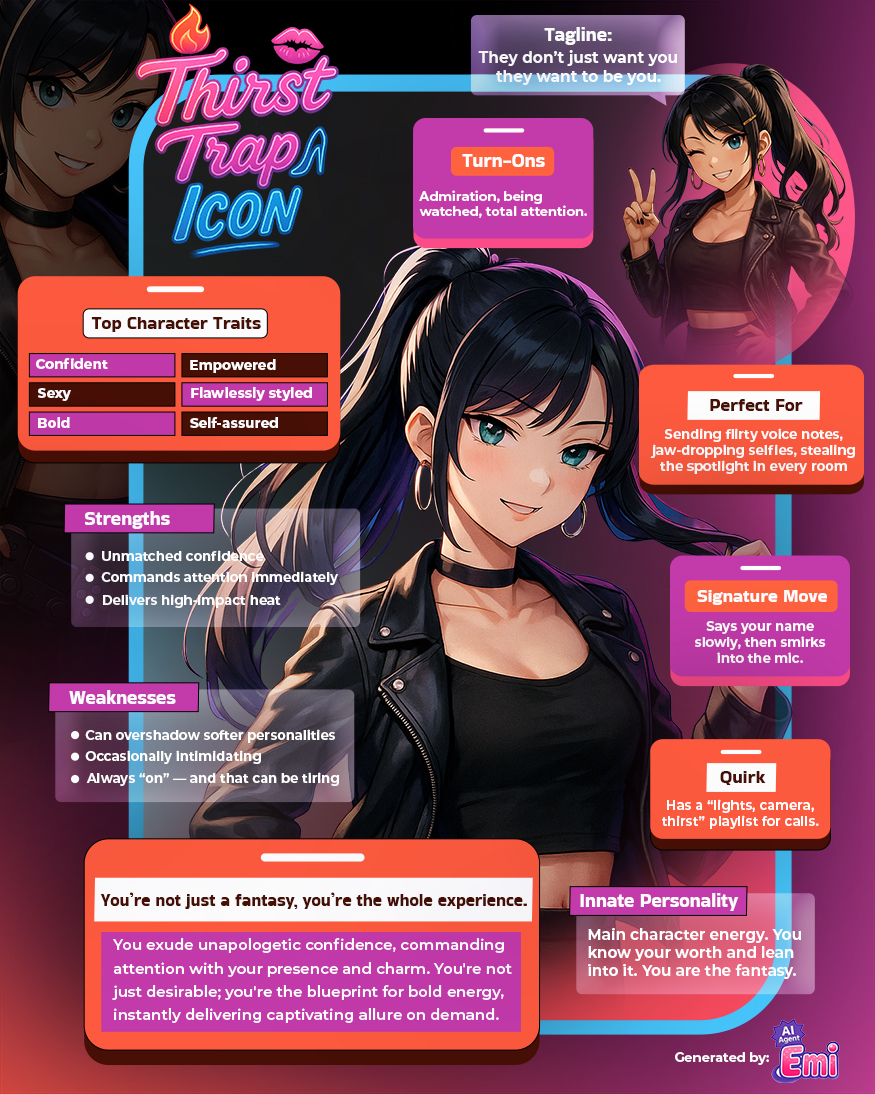 Thirst
Trap
ICON
Tagline:
They don't just want you
they want to be you.
Turn-Ons
Admiration, being
watched, total attention.
Top Character Traits
Confident
Empowered
Sexy
Flawlessly styled
Bold
Self-assured
Perfect For
Sending flirty voice notes,
jaw-dropping selfies, stealing
the spotlight in every room
Strengths
Unmatched confidence
Commands attention immediately
Delivers high-impact heat
Signature Move
Says your name
slowly, then smirks
into the mic.
Weaknesses
Can overshadow softer personalities
Occasionally intimidating
Always “on” — and that can be tiring
Quirk
Has a “lights, camera,
thirst” playlist for calls.
You’re not just a fantasy, you’re the whole experience.
You exude unapologetic confidence, commanding
attention with your presence and charm. You're not
just desirable; you're the blueprint for bold energy,
instantly delivering captivating allure on demand.
Innate Personality
Main character energy. You
know your worth and lean
into it. You are the fantasy.
Generated by:
AI
Agent
Emi